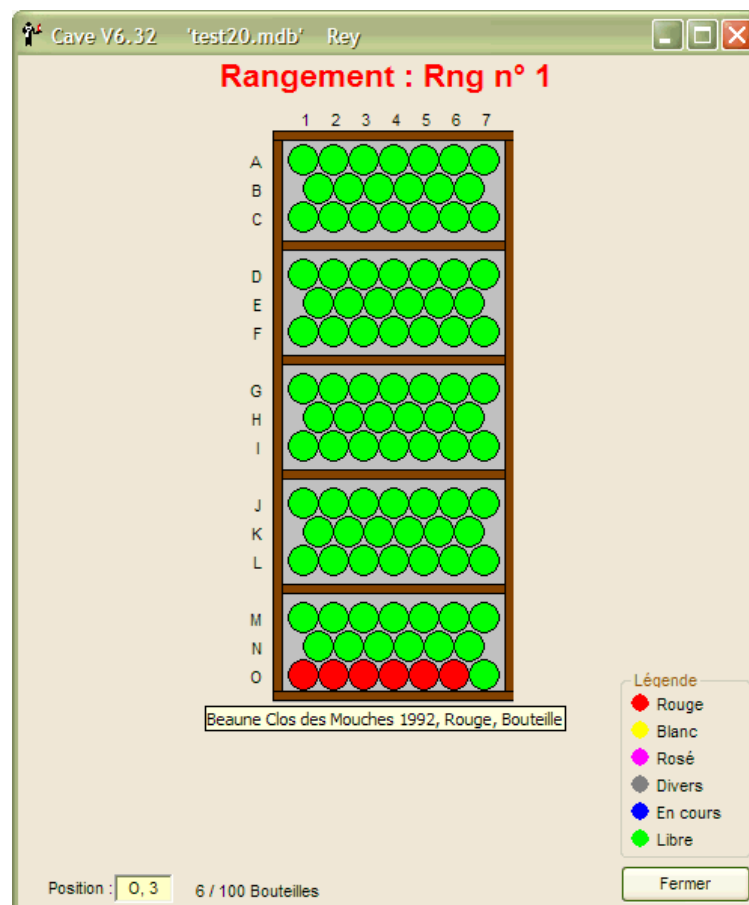 Cave V6.32 'test20.mdb' Rey
Rangement : Rng n° 1
1 2 3 4 5 6 7
A
B
C
D
E
F
G
H
I
J
K
L
M
N
O
Beaune Clos des Mouches 1992, Rouge, Bouteille
Légende
Rouge
Blanc
Rosé
Divers
En cours
Libre
Position : O, 3 6 / 100 Bouteilles
Fermer